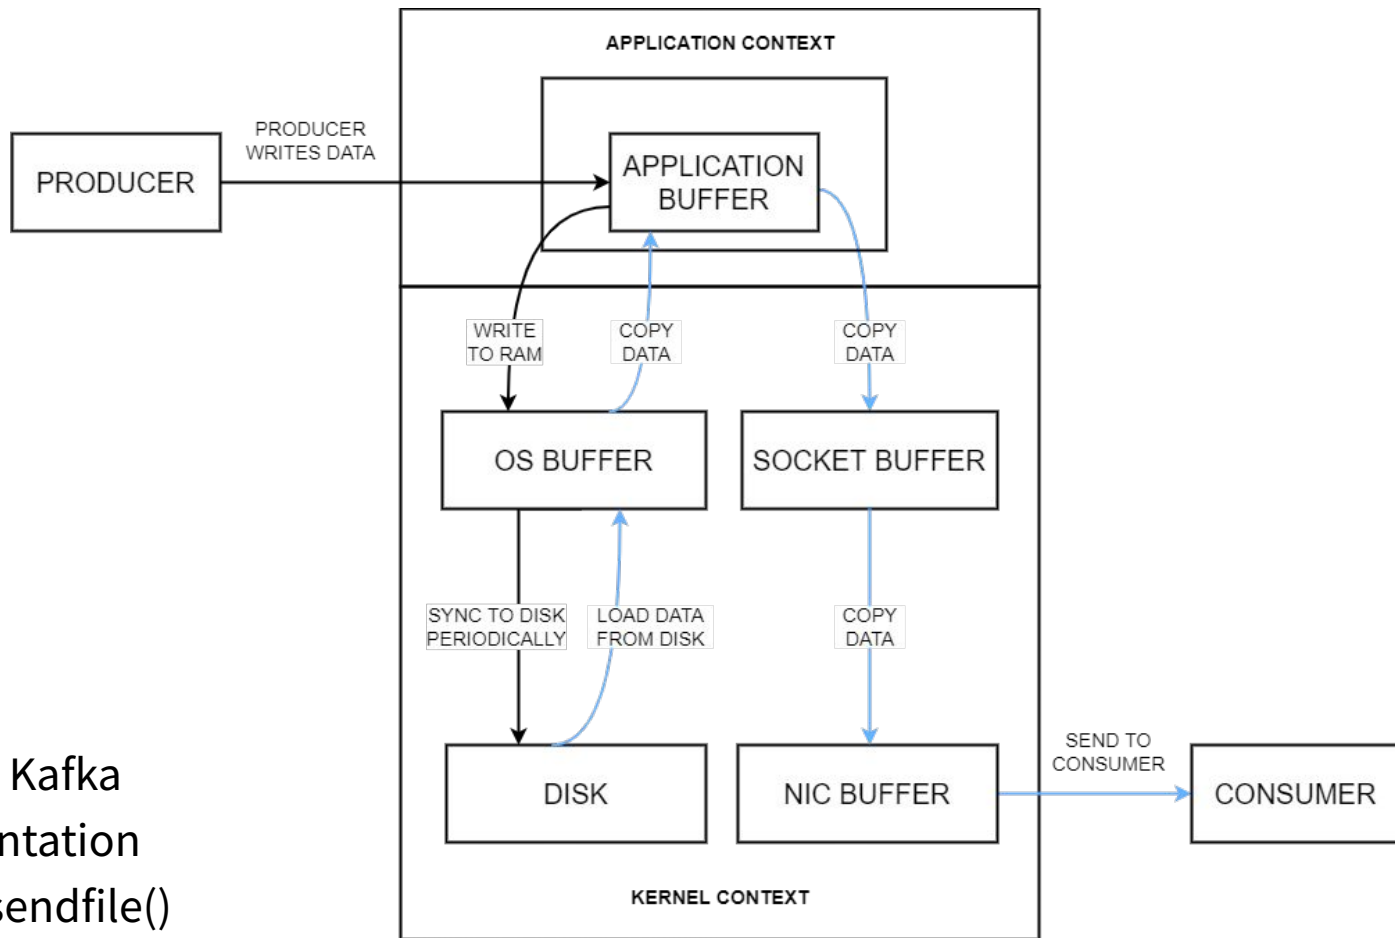 APPLICATION CONTEXT
PRODUCER
WRITES DATA
PRODUCER
APPLICATION
BUFFER
WRITE
TO RAM
COPY
DATA
COPY
DATA
OS BUFFER
SOCKET BUFFER
SYNC TO DISK
PERIODICALLY
LOAD DATA
FROM DISK
COPY
DATA
SEND TO
CONSUMER
DISK
NIC BUFFER
CONSUMER
KERNEL CONTEXT
Kafka
ntation
sendfile()